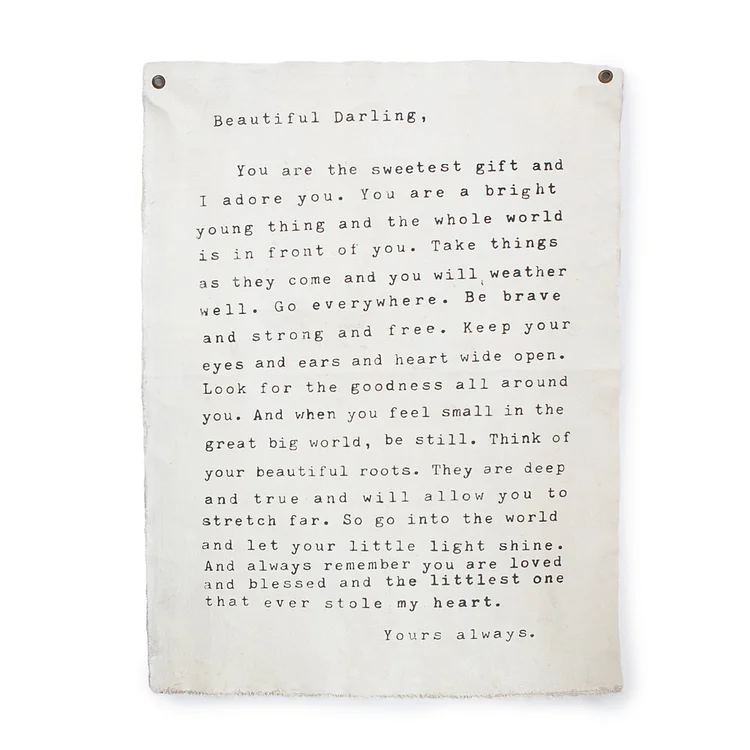 Beautiful Darling,
You are the sweetest gift and
I adore you. You are a bright
young thing and the whole world
is in front of you. Take things
as they come and you will weather
well. Go everywhere. Be brave
and strong and free. Keep your
eyes and ears and heart wide open.
Look for the goodness all around
you. And when you feel small in the
great big world, be still. Think of
your beautiful roots. They are deep
and true and will allow you to
stretch far. So go into the world
and let your little light shine.
And always remember you are loved
and blessed and the littlest one
that ever stole my heart.
Yours always.